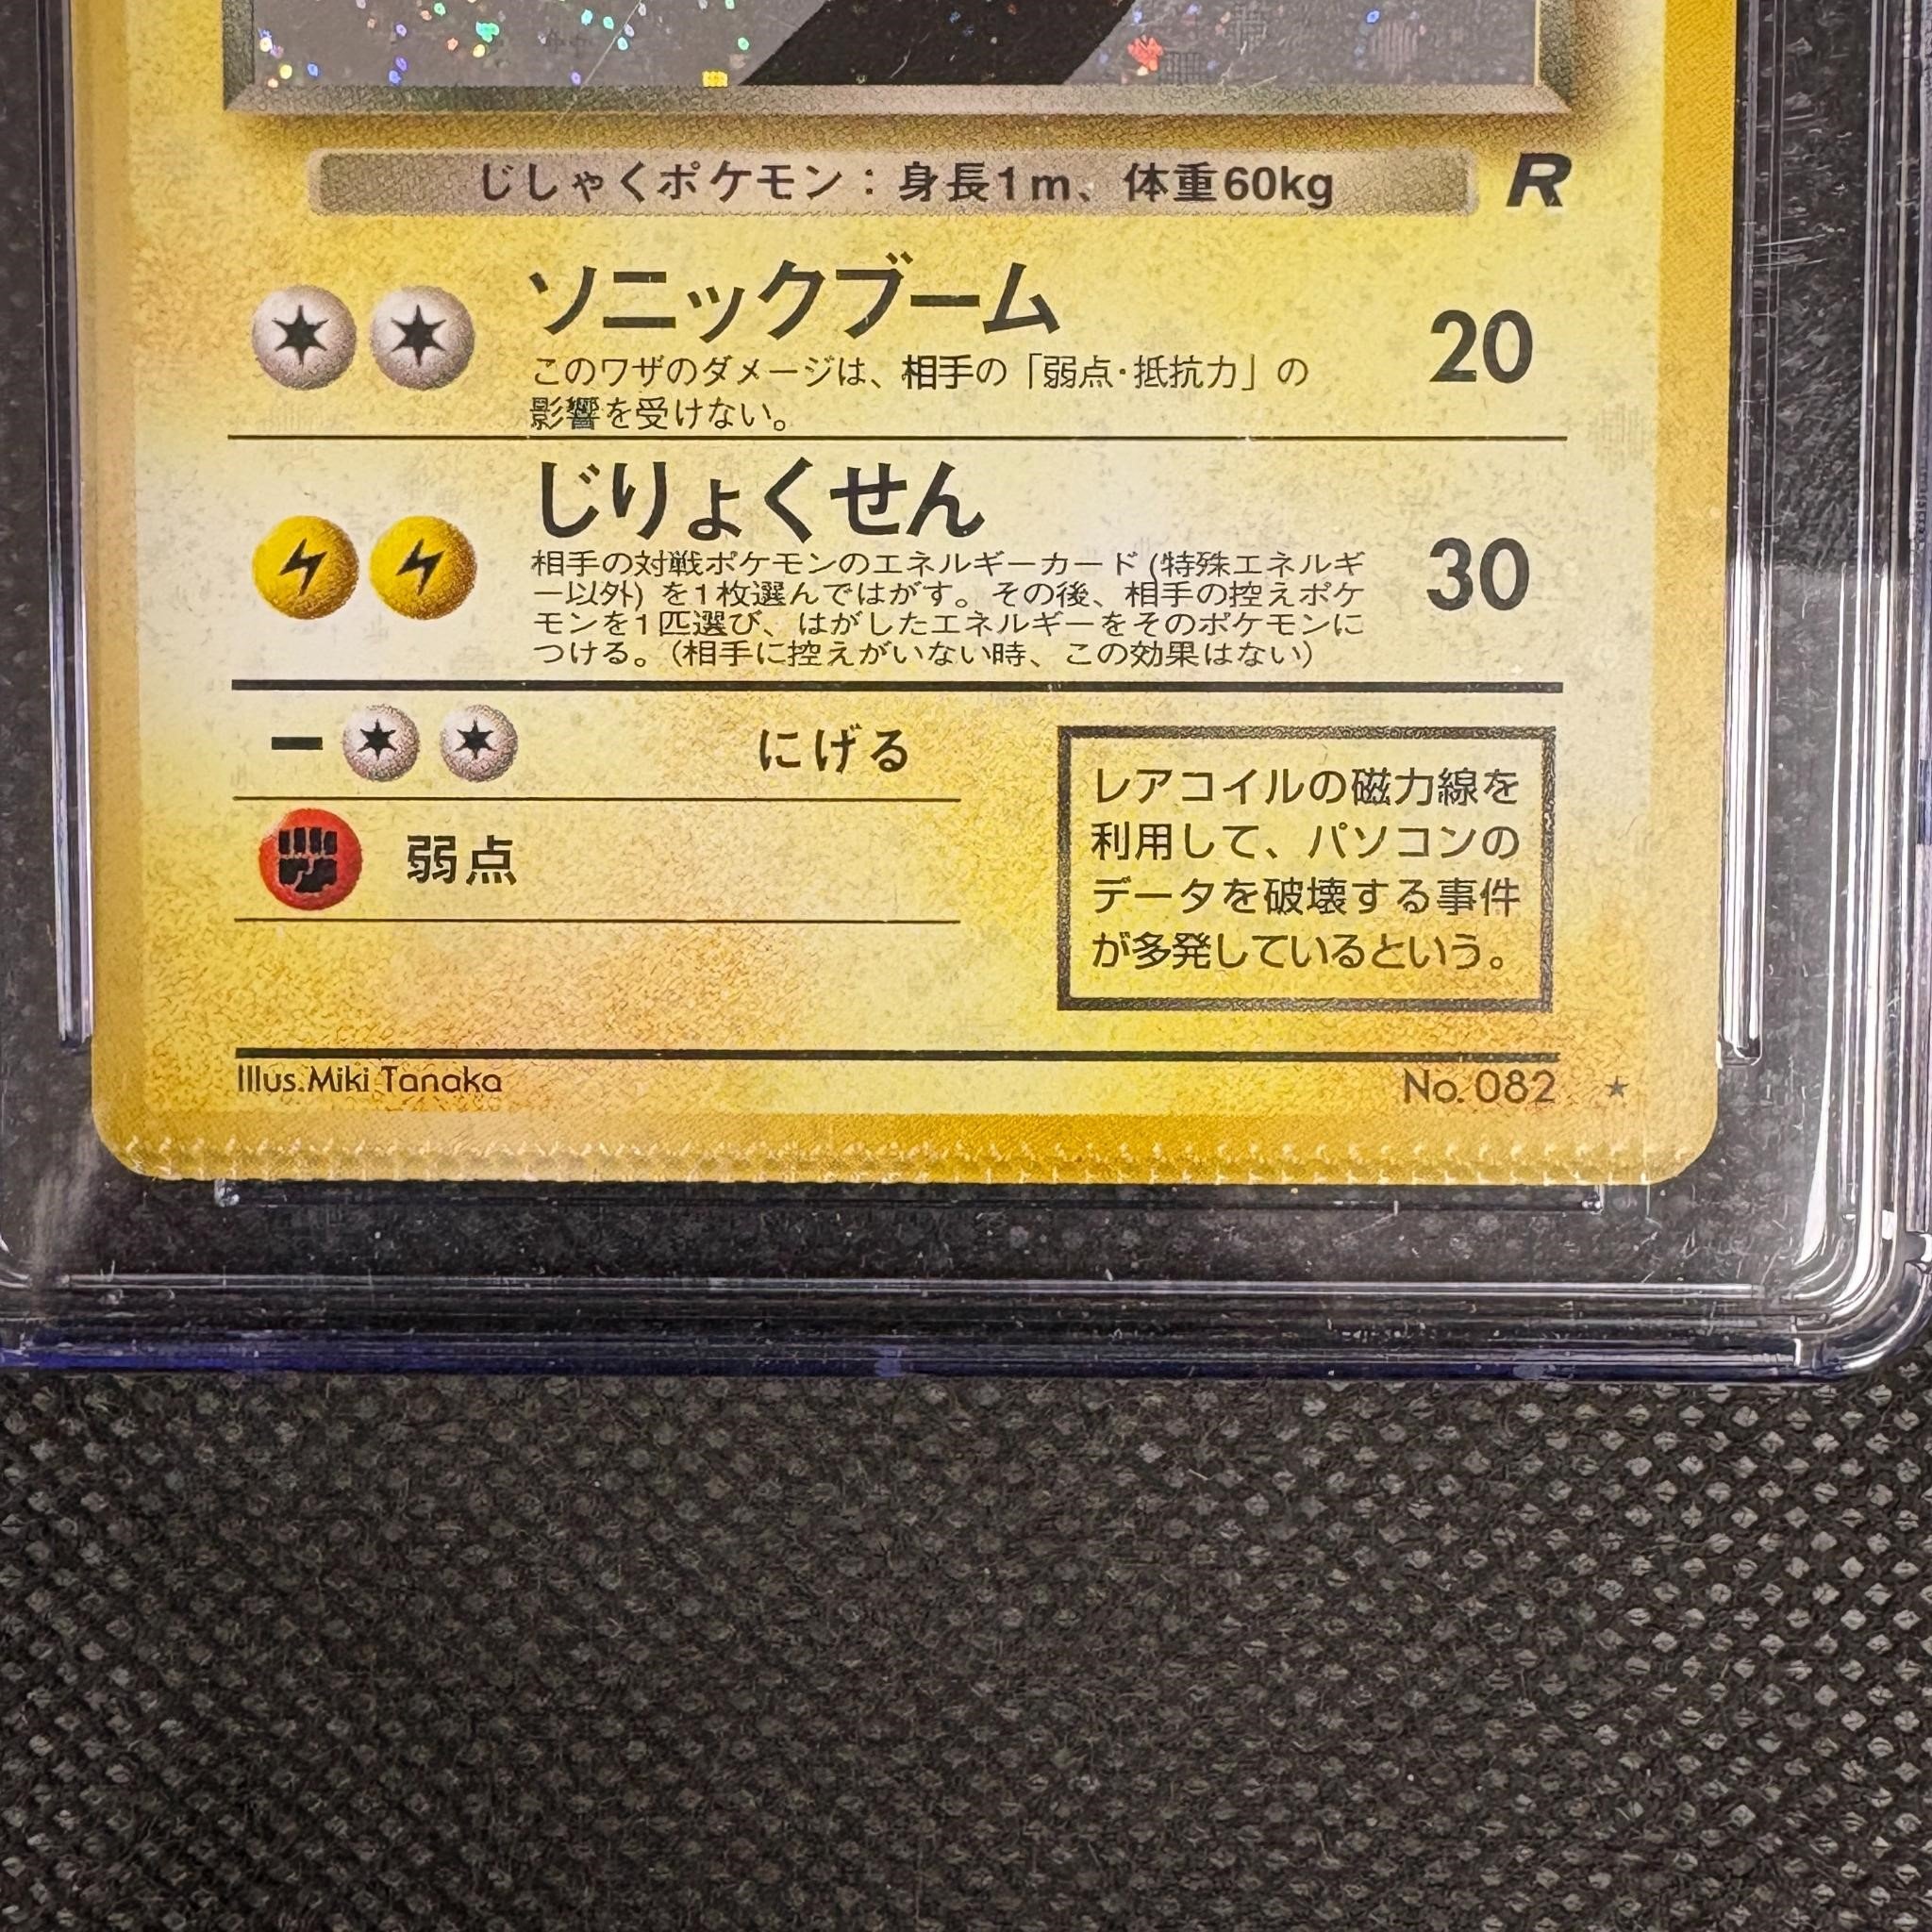 じしゃくポケモン：身長1m、体重60kg R
ソニックブーム 20
このワザのダメージは、相手の「弱点・抵抗力」の
影響を受けない。
じりょくせん 30
相手の対戦ポケモンのエネルギーカード(特殊エネルギ
ー以外）を1枚選んではがす。その後、相手の控えポケ
モンを1匹選び、はがしたエネルギーをそのポケモンに
つける。（相手に控えがいない時、この効果はない）
にげる
弱点
レアコイルの磁力線を
利用して、パソコンの
データを破壊する事件
が多発しているという。
Illus.Miki Tanaka
No.082 ★